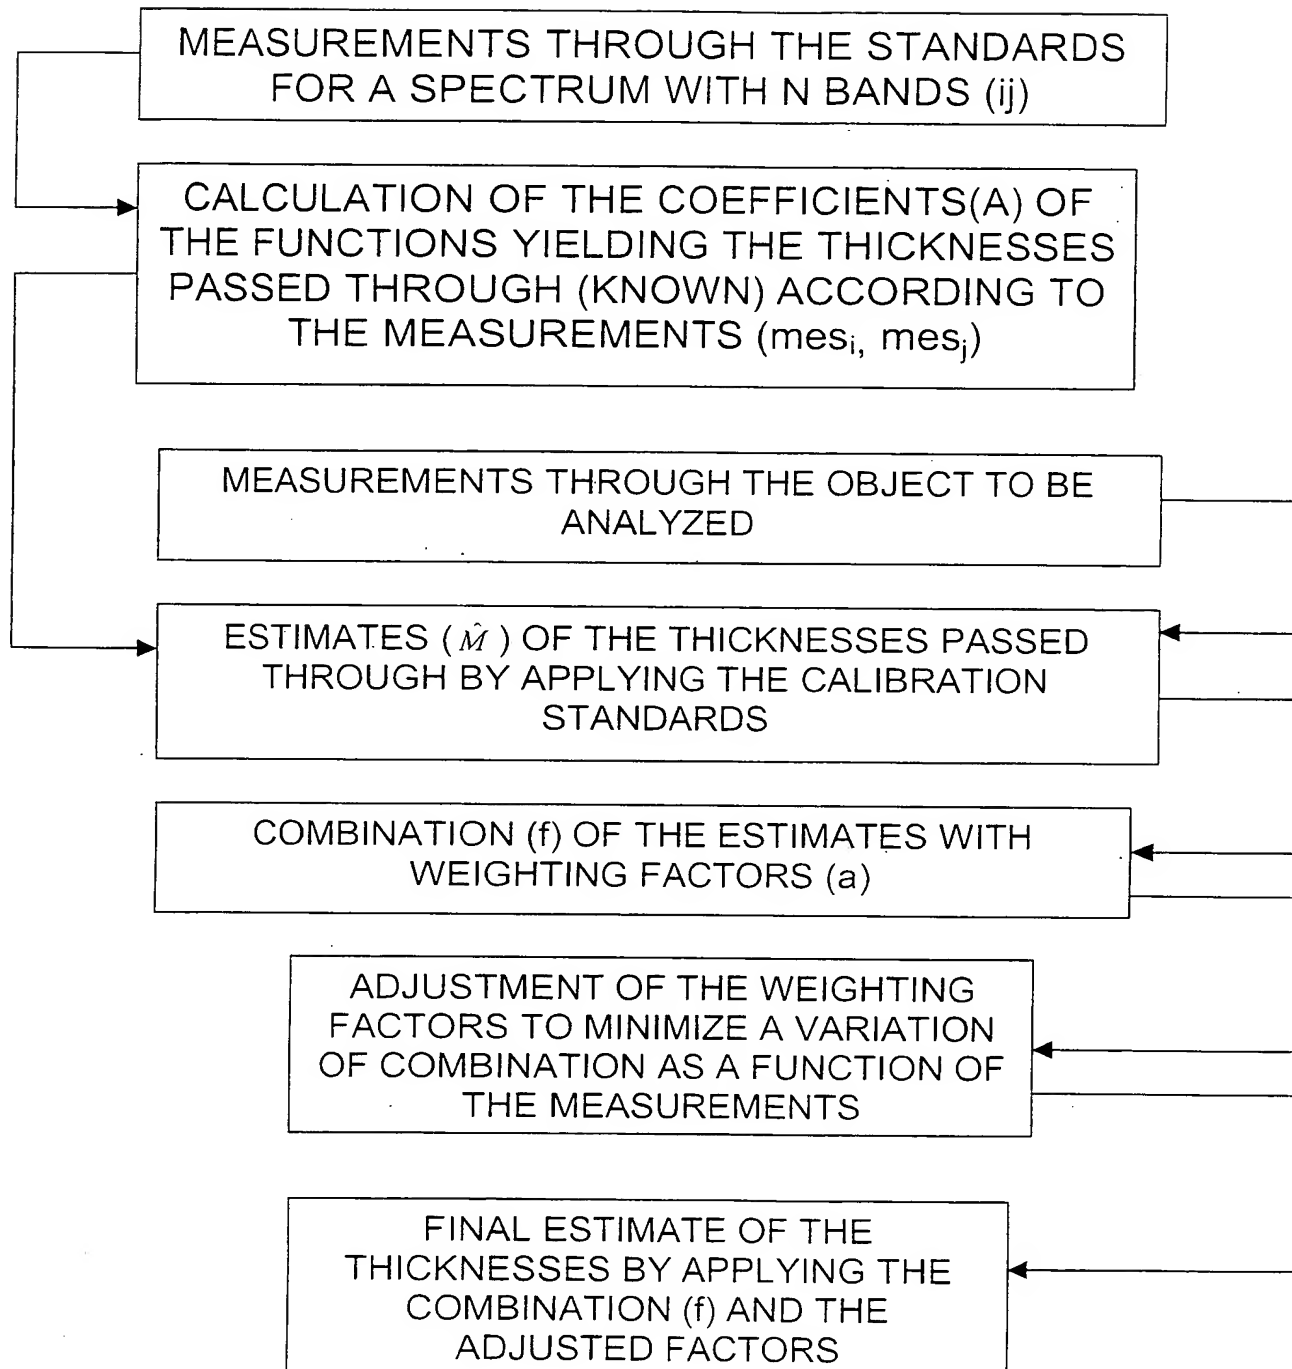 MEASUREMENTS THROUGH THE STANDARDS
FOR A SPECTRUM WITH N BANDS (ij)
CALCULATION OF THE COEFFICIENTS(A) OF
THE FUNCTIONS YIELDING THE THICKNESSES
PASSED THROUGH (KNOWN) ACCORDING TO
THE MEASUREMENTS (mesᵢ, mesⱼ)
MEASUREMENTS THROUGH THE OBJECT TO BE
ANALYZED
ESTIMATES (M̂) OF THE THICKNESSES PASSED
THROUGH BY APPLYING THE CALIBRATION
STANDARDS
COMBINATION (f) OF THE ESTIMATES WITH
WEIGHTING FACTORS (a)
ADJUSTMENT OF THE WEIGHTING
FACTORS TO MINIMIZE A VARIATION
OF COMBINATION AS A FUNCTION OF
THE MEASUREMENTS
FINAL ESTIMATE OF THE
THICKNESSES BY APPLYING THE
COMBINATION (f) AND THE
ADJUSTED FACTORS